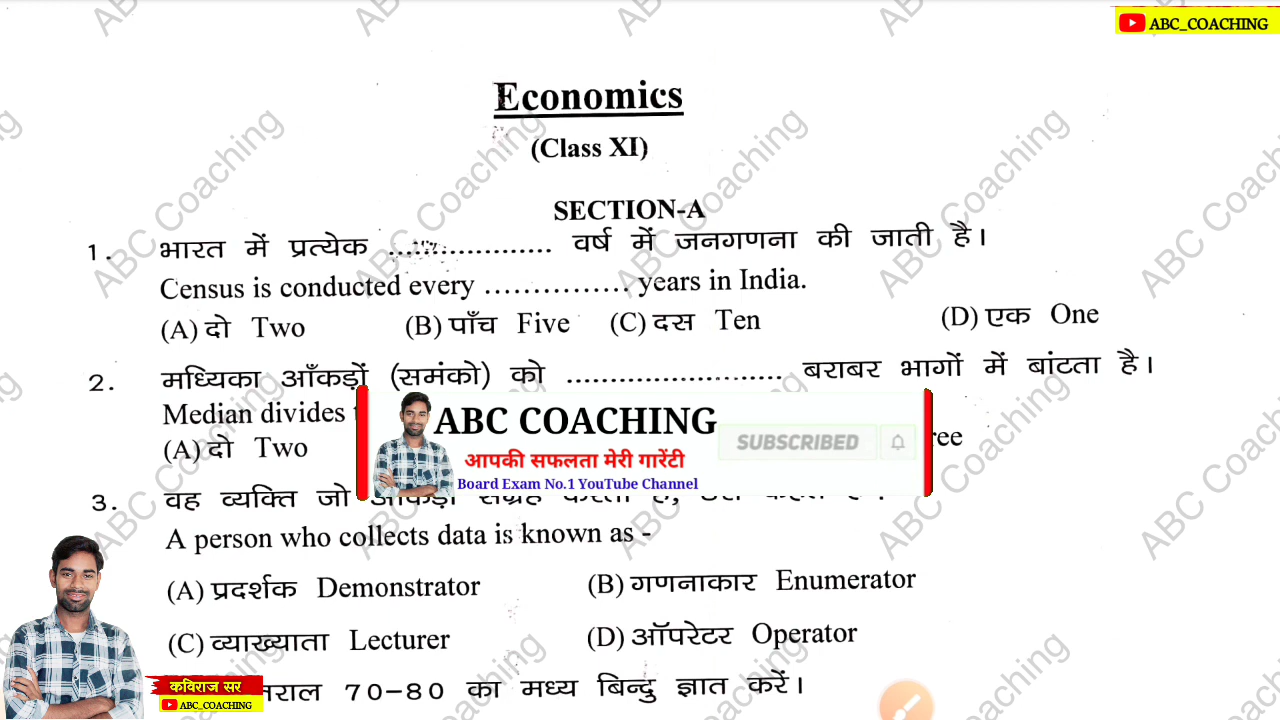 ABC_COACHING
Economics
(Class XI)
SECTION-A
1. भारत में प्रत्येक ..................... वर्ष में जनगणना की जाती है।
Census is conducted every ............... years in India.
(A) दो Two (B) पाँच Five (C) दस Ten (D) एक One
2. मध्यिका आँकड़ों (समंको) को ......................... बराबर भागों में बांटता है।
Median divides
(A) दो Two
ABC COACHING
आपकी सफलता मेरी गारेंटी
Board Exam No.1 YouTube Channel
SUBSCRIBED
3. वह व्यक्ति जो
A person who collects data is known as -
(A) प्रदर्शक Demonstrator (B) गणनाकार Enumerator
(C) व्याख्याता Lecturer (D) ऑपरेटर Operator
70-80 का मध्य बिन्दु ज्ञात करें।
कविराज सर
ABC_COACHING
ABC Coaching